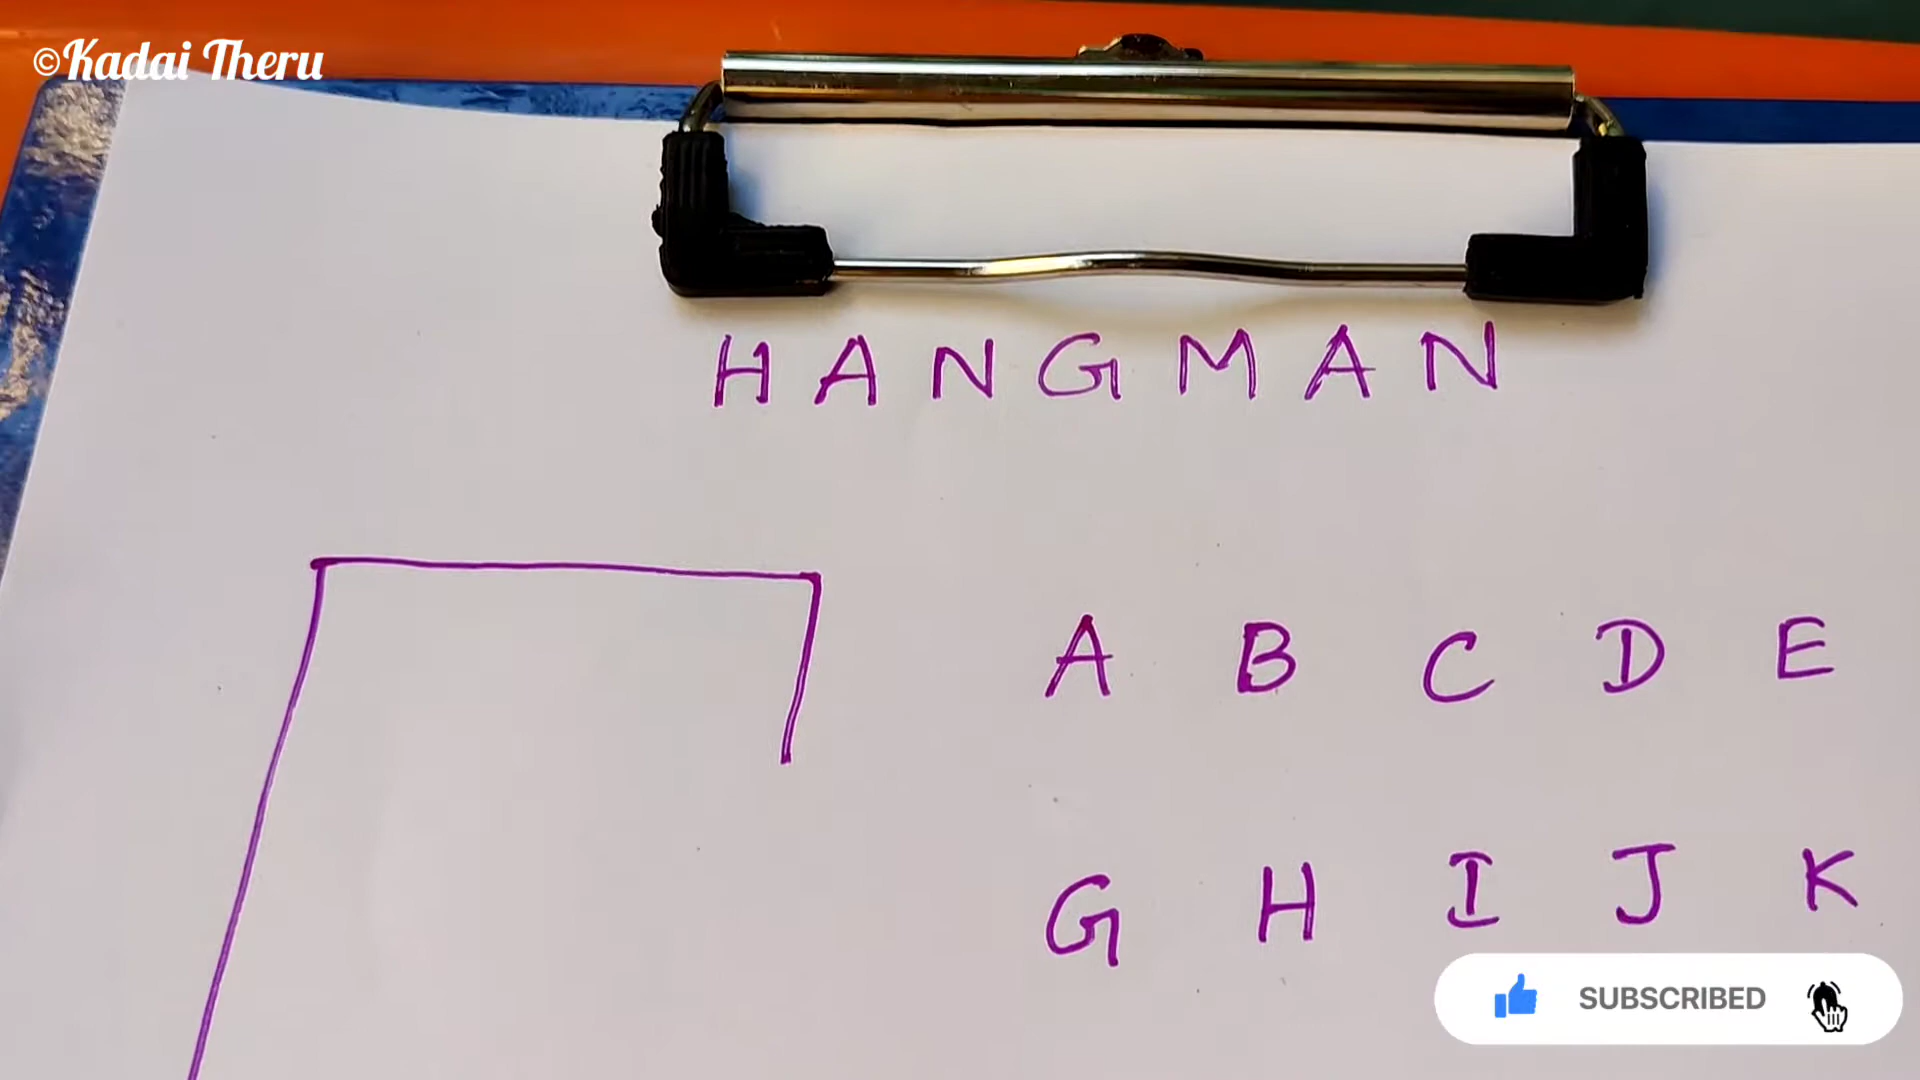 ©Kadai Theru
HANGMAN
A B C D E
G H I J K
SUBSCRIBED